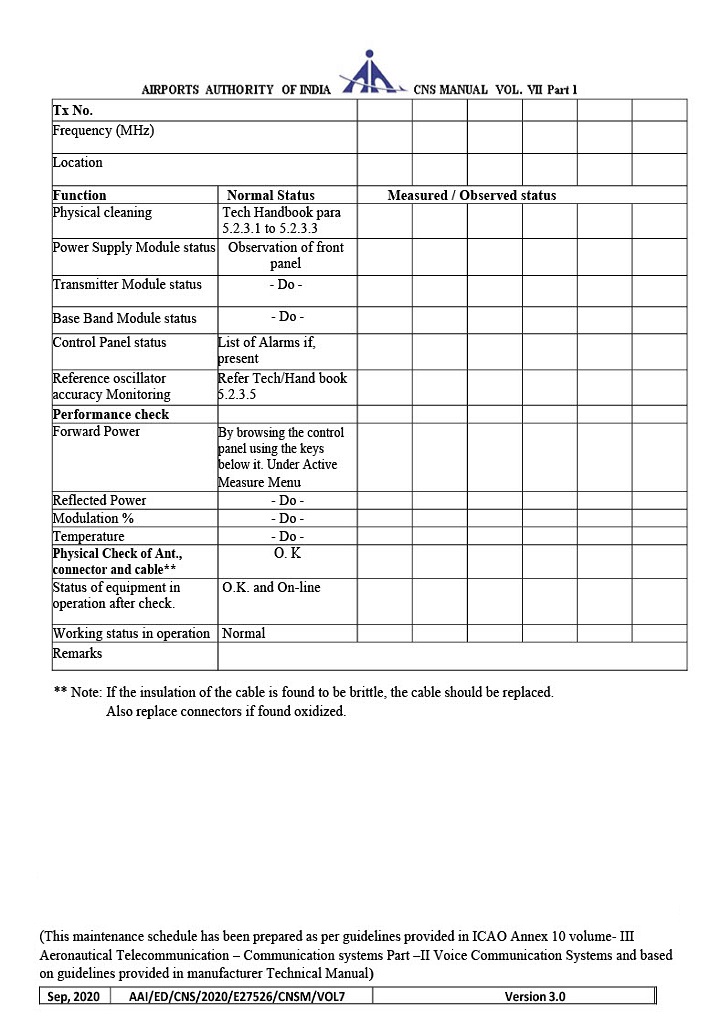 AIRPORTS AUTHORITY OF INDIA CNS MANUAL VOL. VII Part 1
Tx No.
Frequency (MHz)
Location
Function Normal Status Measured / Observed status
Physical cleaning Tech Handbook para
5.2.3.1 to 5.2.3.3
Power Supply Module status Observation of front
panel
Transmitter Module status - Do -
Base Band Module status - Do -
Control Panel status List of Alarms if,
present
Reference oscillator Refer Tech/Hand book
accuracy Monitoring 5.2.3.5
Performance check
Forward Power By browsing the control
panel using the keys
below it. Under Active
Measure Menu
Reflected Power - Do -
Modulation % - Do -
Temperature - Do -
Physical Check of Ant., O. K
connector and cable**
Status of equipment in O.K. and On-line
operation after check.
Working status in operation Normal
Remarks
** Note: If the insulation of the cable is found to be brittle, the cable should be replaced.
Also replace connectors if found oxidized.
(This maintenance schedule has been prepared as per guidelines provided in ICAO Annex 10 volume- III
Aeronautical Telecommunication – Communication systems Part –II Voice Communication Systems and based
on guidelines provided in manufacturer Technical Manual)
Sep, 2020 AAI/ED/CNS/2020/E27526/CNSM/VOL7 Version 3.0